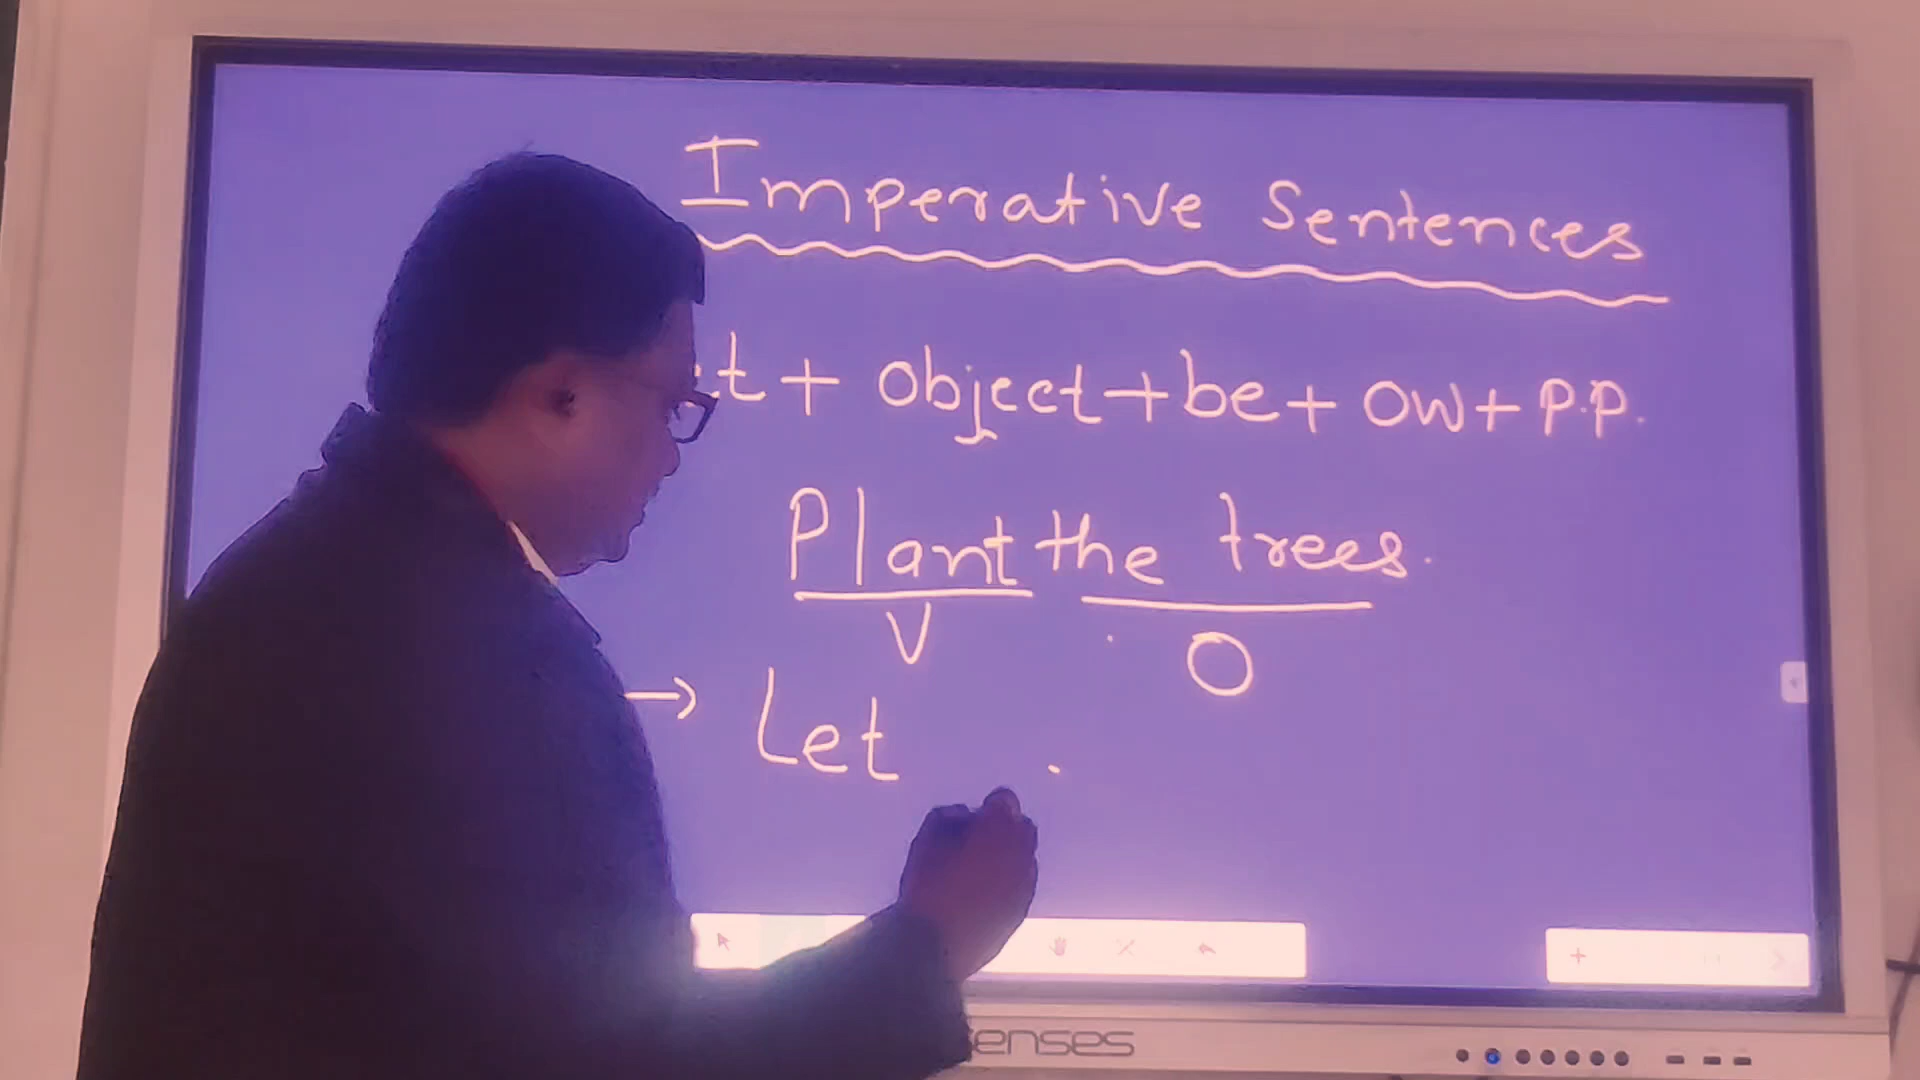 Imperative Sentences
t + Object + be + OW + P.P.
Plant the trees.
V O
→ Let
enses